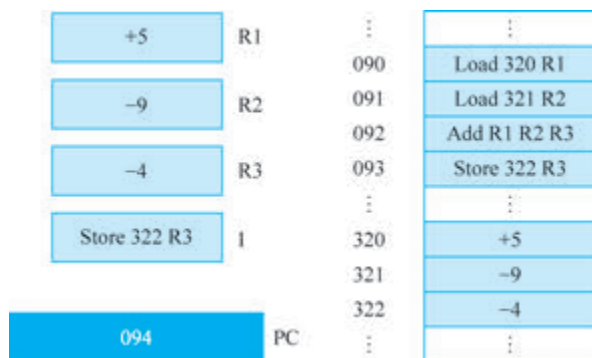 +5 R1
−9 R2
−4 R3
Store 322 R3 I
094 PC
⋮ ⋮
090 Load 320 R1
091 Load 321 R2
092 Add R1 R2 R3
093 Store 322 R3
⋮ ⋮
320 +5
321 −9
322 −4
⋮ ⋮